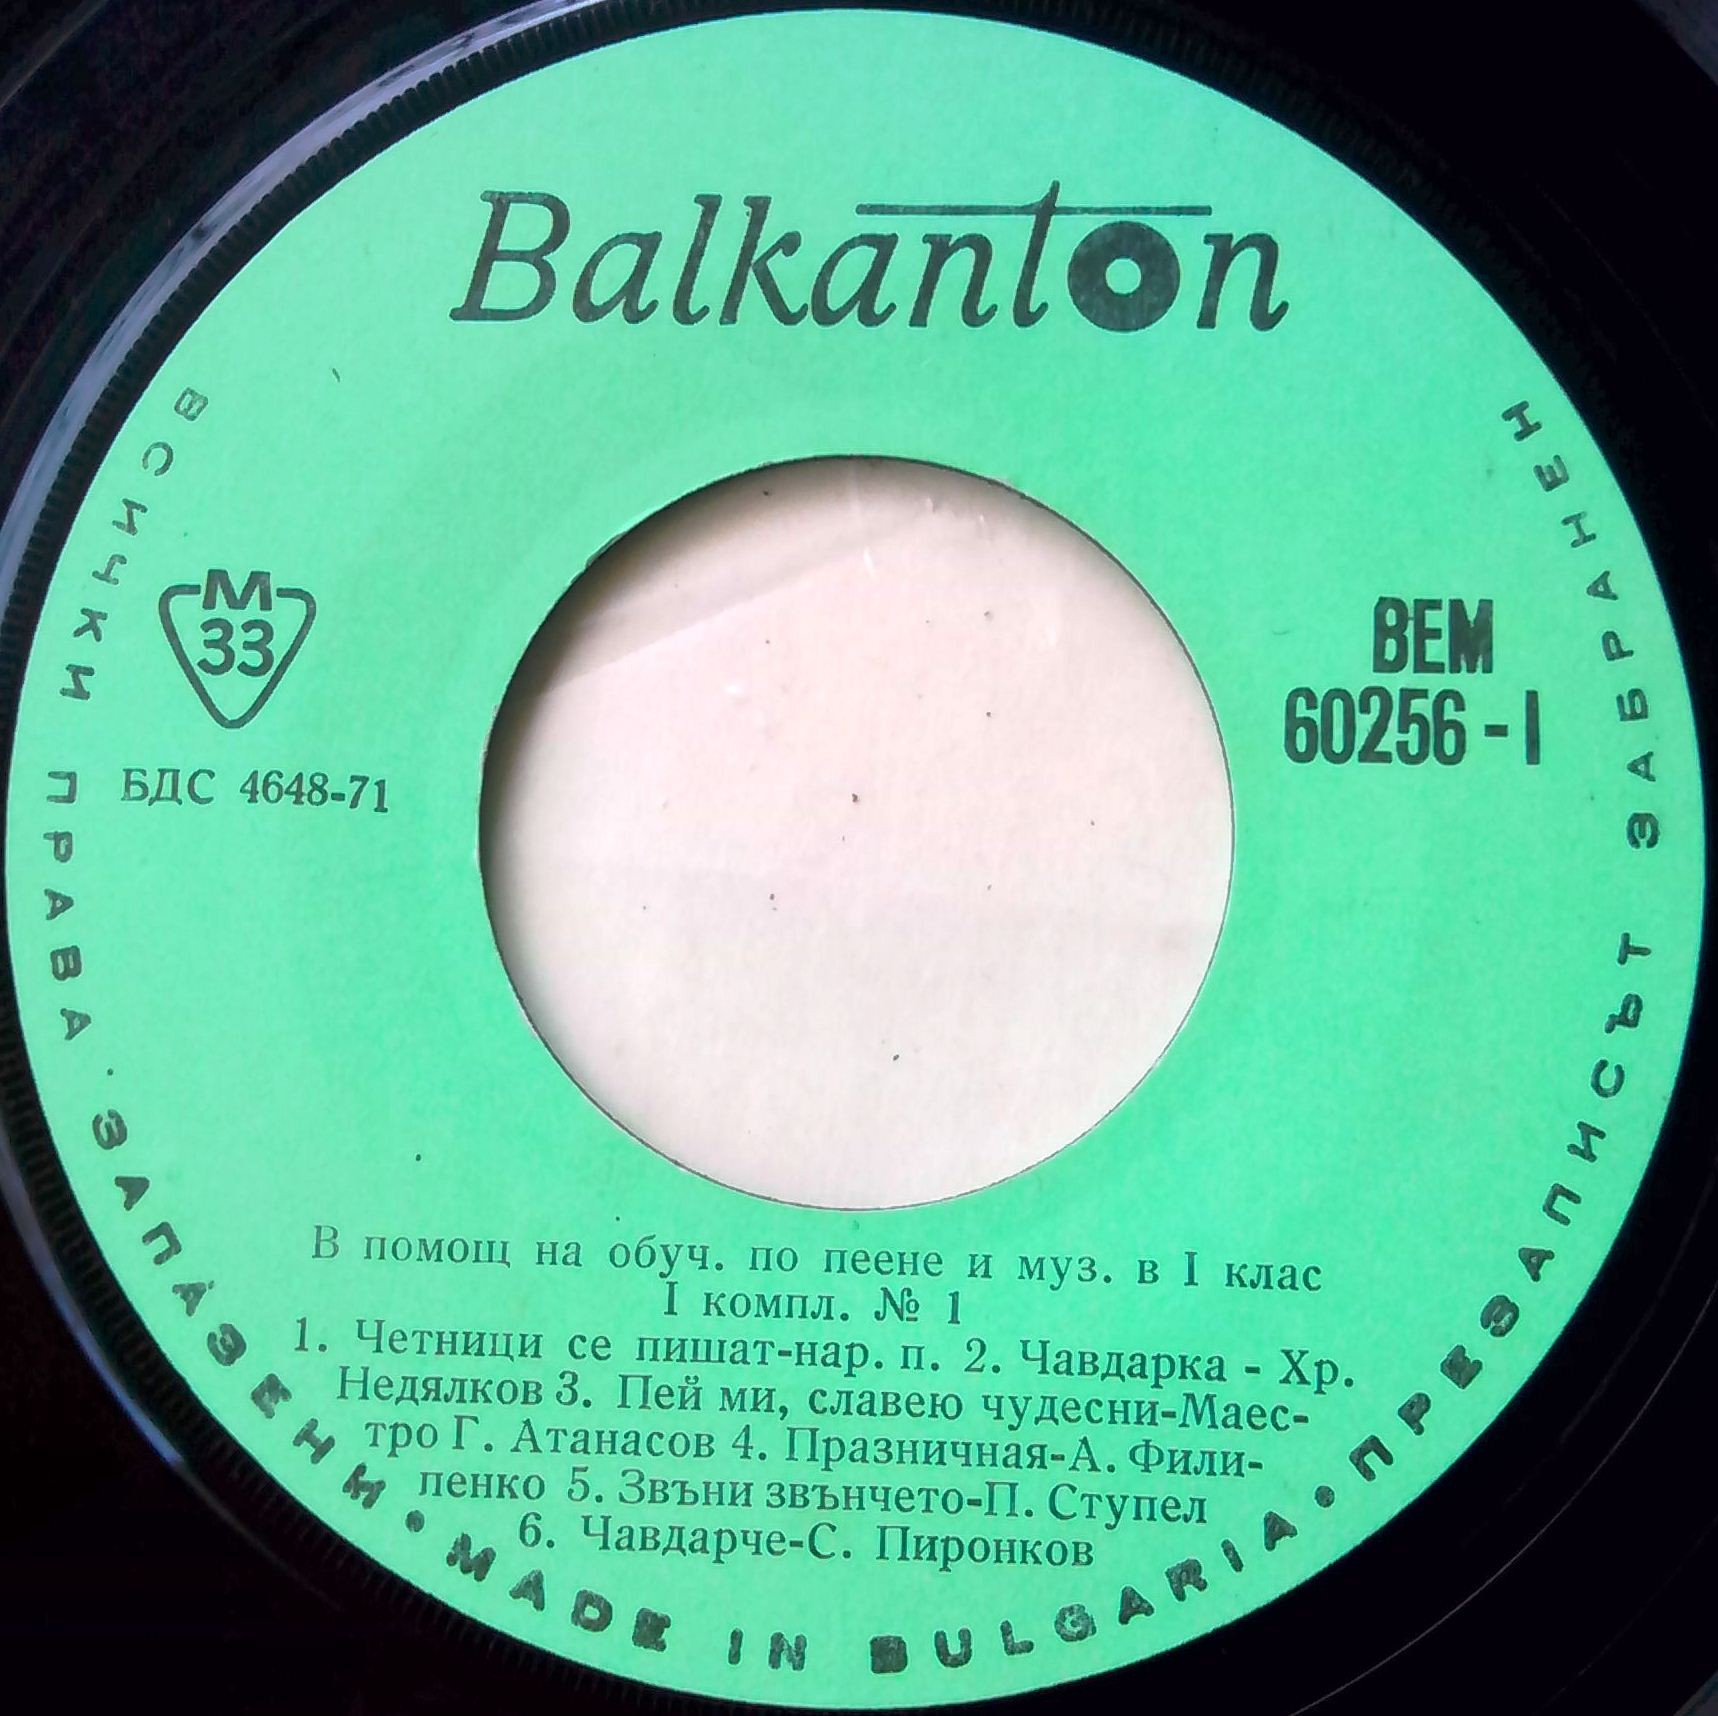 Balkanton
ВСИЧКИ ПРАВА · ЗАПАЗЕНИ • MADE IN BULGARIA • ПРЕЗАПИСЪТ ЗАБРАНЕН
М
33
БДС 4648-71
ВЕМ
60256 - I
В помощ на обуч. по пеене и муз. в I клас
I компл. № 1
1. Четници се пишат-нар. п. 2. Чавдарка - Хр.
Недялков 3. Пей ми, славею чудесни-Маес-
тро Г. Атанасов 4. Празничная-А. Фили-
пенко 5. Звъни звънчето-П. Ступел
6. Чавдарче-С. Пиронков